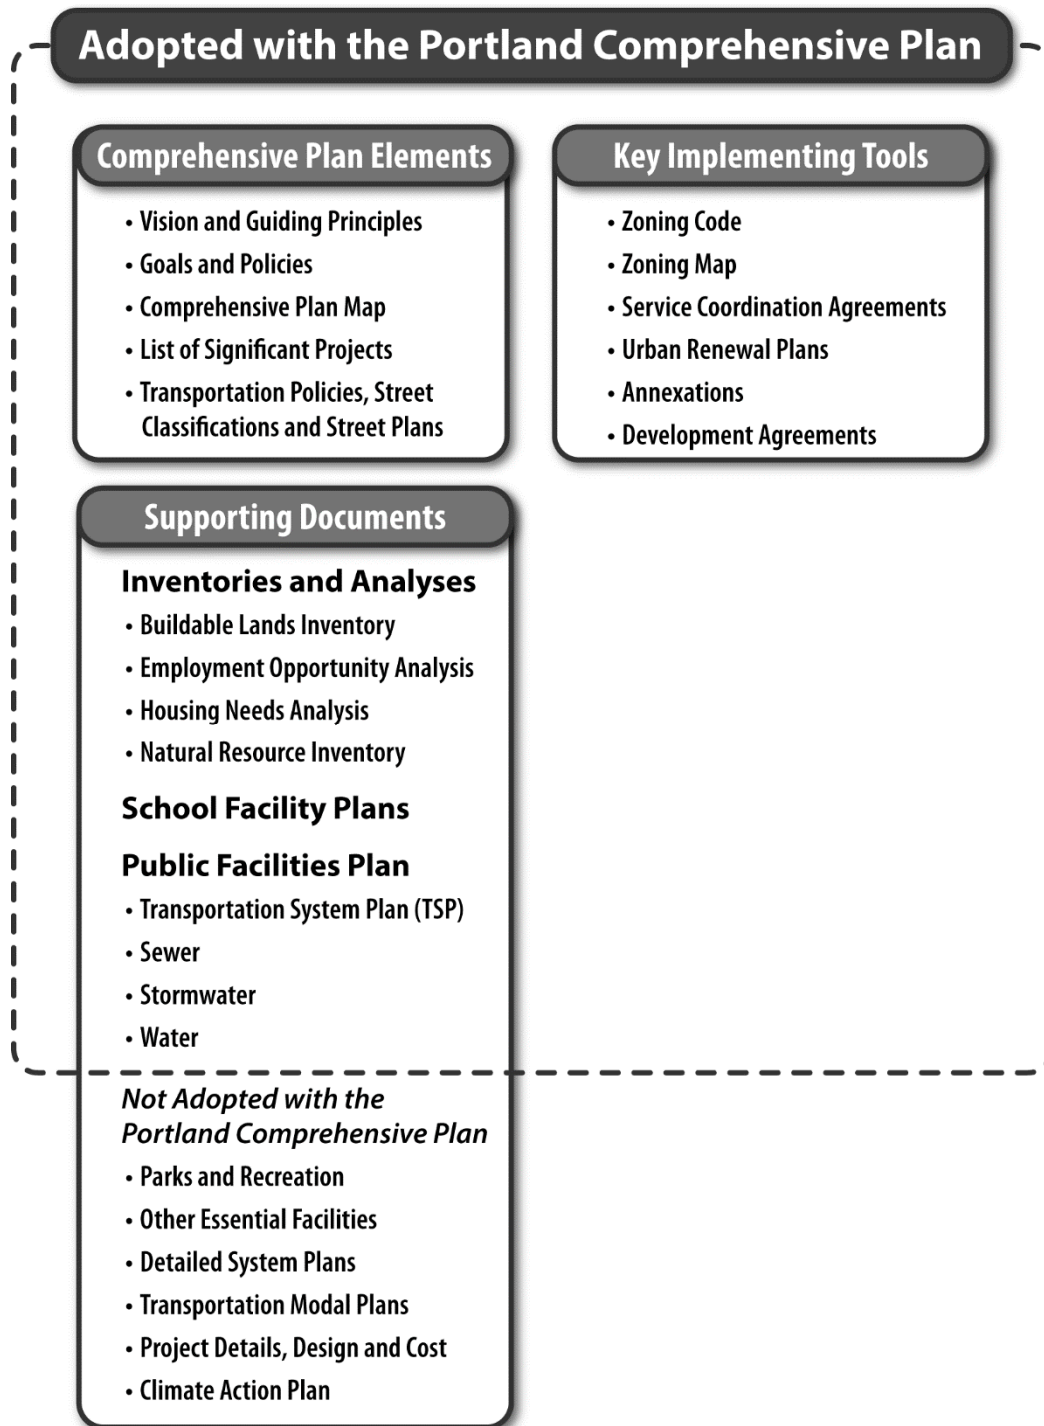 Adopted with the Portland Comprehensive Plan
Comprehensive Plan Elements
• Vision and Guiding Principles
• Goals and Policies
• Comprehensive Plan Map
• List of Significant Projects
• Transportation Policies, Street
Classifications and Street Plans
Key Implementing Tools
• Zoning Code
• Zoning Map
• Service Coordination Agreements
• Urban Renewal Plans
• Annexations
• Development Agreements
Supporting Documents
Inventories and Analyses
• Buildable Lands Inventory
• Employment Opportunity Analysis
• Housing Needs Analysis
• Natural Resource Inventory
School Facility Plans
Public Facilities Plan
• Transportation System Plan (TSP)
• Sewer
• Stormwater
• Water
Not Adopted with the
Portland Comprehensive Plan
• Parks and Recreation
• Other Essential Facilities
• Detailed System Plans
• Transportation Modal Plans
• Project Details, Design and Cost
• Climate Action Plan